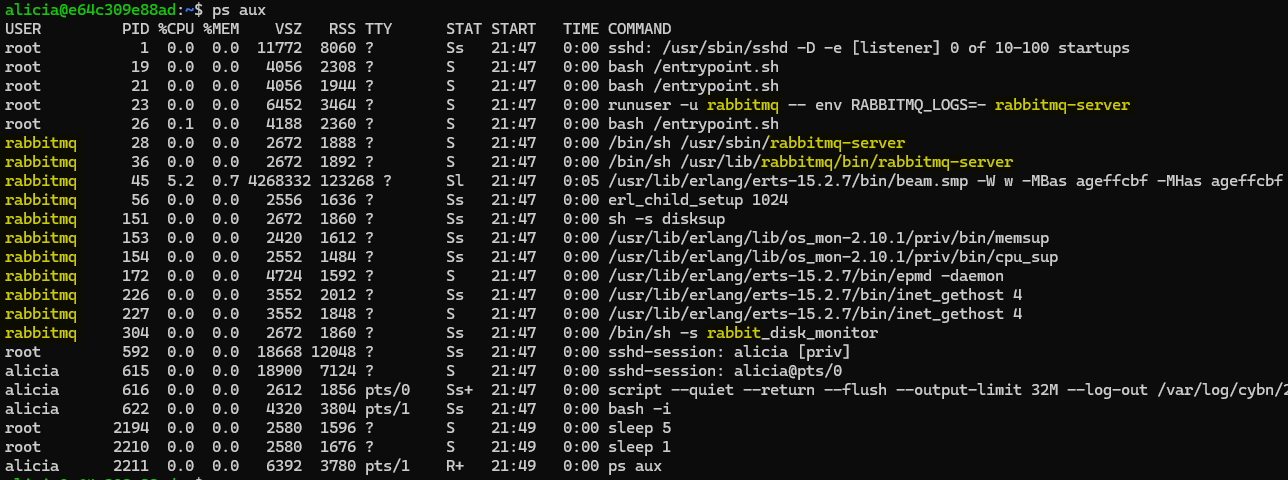 alicia@e64c309e88ad:~$ ps aux
USER         PID %CPU %MEM    VSZ   RSS TTY      STAT START   TIME COMMAND
root           1  0.0  0.0  11772  8060 ?        Ss   21:47   0:00 sshd: /usr/sbin/sshd -D -e [listener] 0 of 10-100 startups
root          19  0.0  0.0   4056  2308 ?        S    21:47   0:00 bash /entrypoint.sh
root          21  0.0  0.0   4056  1944 ?        S    21:47   0:00 bash /entrypoint.sh
root          23  0.0  0.0   6452  3464 ?        S    21:47   0:00 runuser -u rabbitmq -- env RABBITMQ_LOGS=- rabbitmq-server
root          26  0.1  0.0   4188  2360 ?        S    21:47   0:00 bash /entrypoint.sh
rabbitmq      28  0.0  0.0   2672  1888 ?        S    21:47   0:00 /bin/sh /usr/sbin/rabbitmq-server
rabbitmq      36  0.0  0.0   2672  1892 ?        S    21:47   0:00 /bin/sh /usr/lib/rabbitmq/bin/rabbitmq-server
rabbitmq      45  5.2  0.7 4268332 123268 ?      Sl   21:47   0:05 /usr/lib/erlang/erts-15.2.7/bin/beam.smp -W w -MBas ageffcbf -MHas ageffcbf
rabbitmq      56  0.0  0.0   2556  1636 ?        Ss   21:47   0:00 erl_child_setup 1024
rabbitmq     151  0.0  0.0   2672  1860 ?        Ss   21:47   0:00 sh -s disksup
rabbitmq     153  0.0  0.0   2420  1612 ?        Ss   21:47   0:00 /usr/lib/erlang/lib/os_mon-2.10.1/priv/bin/memsup
rabbitmq     154  0.0  0.0   2552  1484 ?        Ss   21:47   0:00 /usr/lib/erlang/lib/os_mon-2.10.1/priv/bin/cpu_sup
rabbitmq     172  0.0  0.0   4724  1592 ?        S    21:47   0:00 /usr/lib/erlang/erts-15.2.7/bin/epmd -daemon
rabbitmq     226  0.0  0.0   3552  2012 ?        Ss   21:47   0:00 /usr/lib/erlang/erts-15.2.7/bin/inet_gethost 4
rabbitmq     227  0.0  0.0   3552  1848 ?        S    21:47   0:00 /usr/lib/erlang/erts-15.2.7/bin/inet_gethost 4
rabbitmq     304  0.0  0.0   2672  1860 ?        Ss   21:47   0:00 /bin/sh -s rabbit_disk_monitor
root         592  0.0  0.0  18668 12048 ?        Ss   21:47   0:00 sshd-session: alicia [priv]
alicia       615  0.0  0.0  18900  7124 ?        S    21:47   0:00 sshd-session: alicia@pts/0
alicia       616  0.0  0.0   2612  1856 pts/0    Ss+  21:47   0:00 script --quiet --return --flush --output-limit 32M --log-out /var/log/cybn/2
alicia       622  0.0  0.0   4320  3804 pts/1    Ss   21:47   0:00 bash -i
root        2194  0.0  0.0   2580  1596 ?        S    21:49   0:00 sleep 5
root        2210  0.0  0.0   2580  1676 ?        S    21:49   0:00 sleep 1
alicia      2211  0.0  0.0   6392  3780 pts/1    R+   21:49   0:00 ps aux